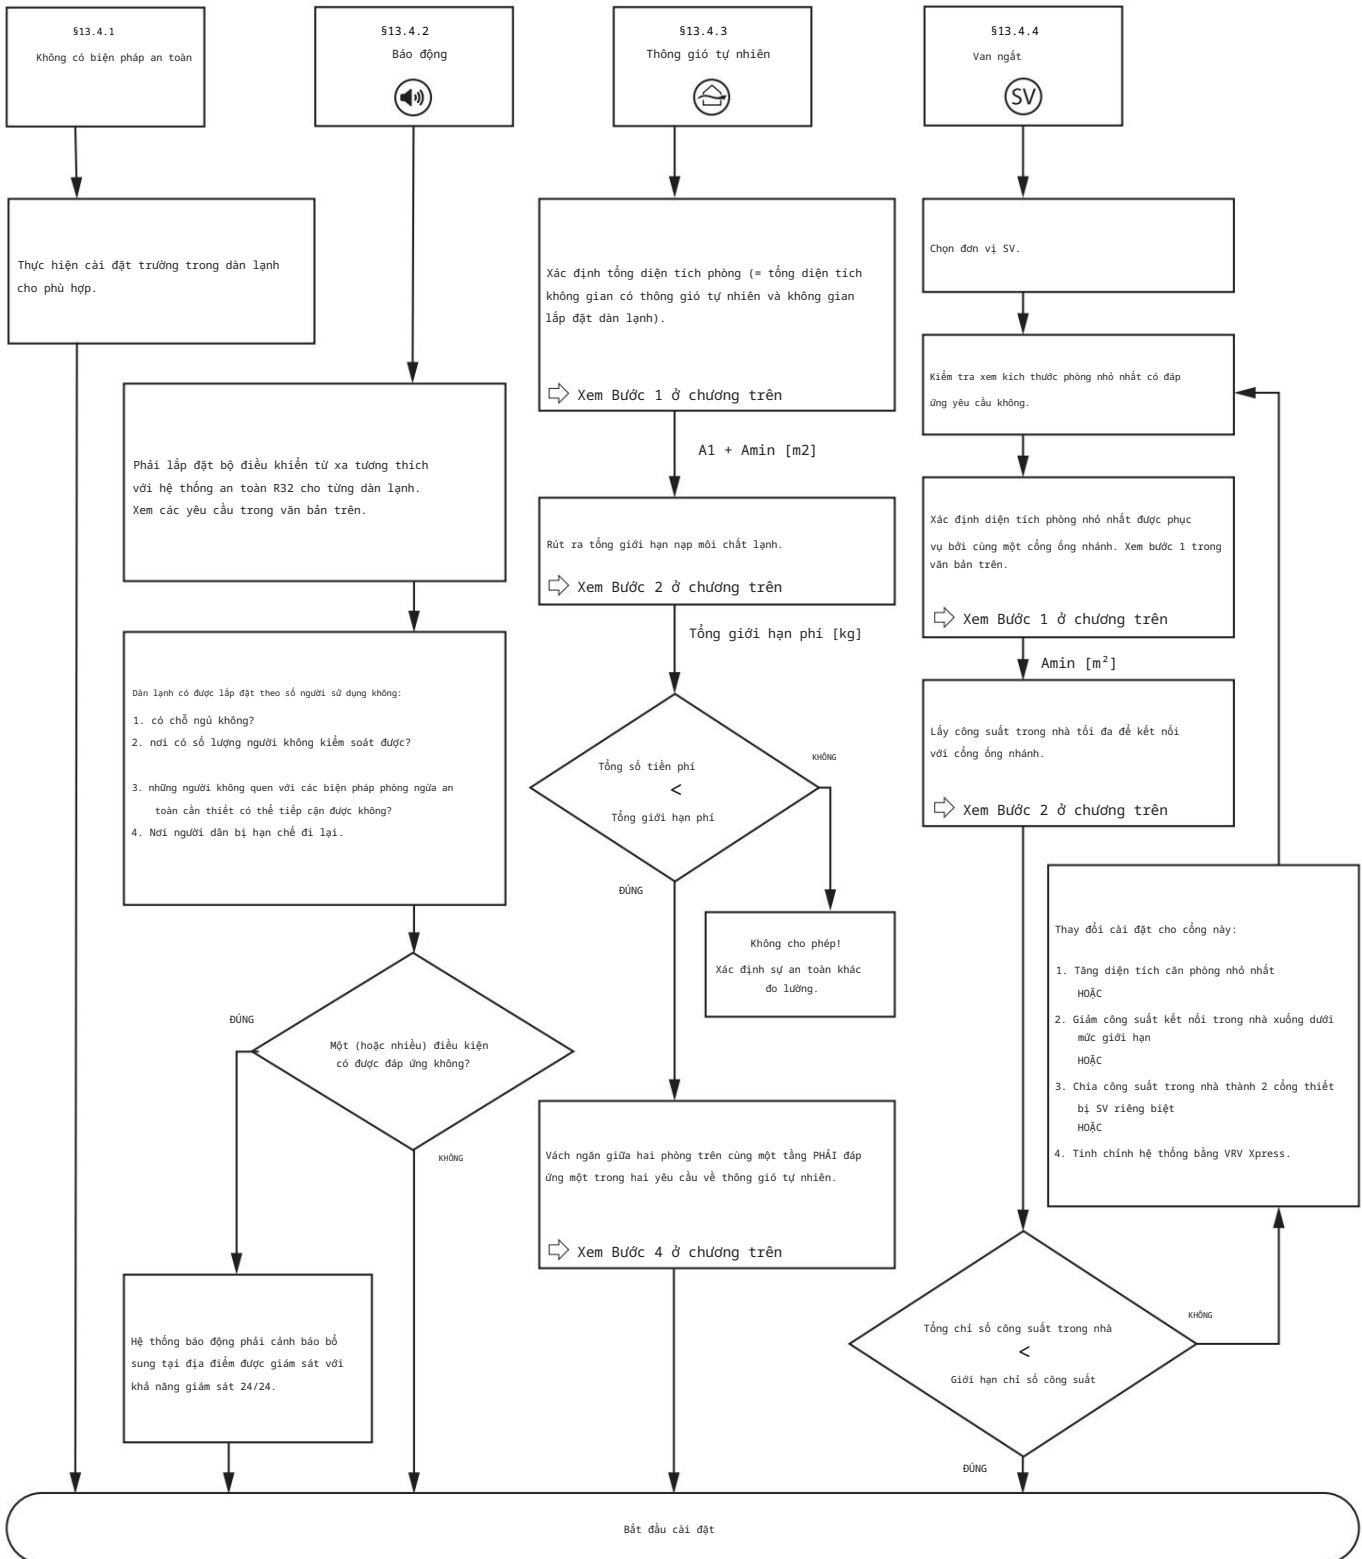 §13.4.1
Không có biện pháp an toàn
Thực hiện cài đặt trường trong dàn lạnh
cho phù hợp.
§13.4.2
Báo động
Phải lắp đặt bộ điều khiển từ xa tương thích
với hệ thống an toàn R32 cho từng dàn lạnh.
Xem các yêu cầu trong văn bản trên.
Dàn lạnh có được lắp đặt theo số người sử dụng không:
1. có chỗ ngủ không?
2. nơi có số lượng người không kiểm soát được?
3. những người không quen với các biện pháp phòng ngừa an
toàn cần thiết có thể tiếp cận được không?
4. Nơi người dân bị hạn chế đi lại.
Một (hoặc nhiều) điều kiện
có được đáp ứng không?
ĐÚNG
KHÔNG
Hệ thống báo động phải cảnh báo bổ
sung tại địa điểm được giám sát với
khả năng giám sát 24/24.
§13.4.3
Thông gió tự nhiên
Xác định tổng diện tích phòng (= tổng diện tích
không gian có thông gió tự nhiên và không gian
lắp đặt dàn lạnh).
Xem Bước 1 ở chương trên
A1 + Amin [m2]
Rút ra tổng giới hạn nạp môi chất lạnh.
Xem Bước 2 ở chương trên
Tổng giới hạn phí [kg]
Tổng số tiền phí
<
Tổng giới hạn phí
KHÔNG
ĐÚNG
Không cho phép!
Xác định sự an toàn khác
đo lường.
Vách ngăn giữa hai phòng trên cùng một tầng PHẢI đáp
ứng một trong hai yêu cầu về thông gió tự nhiên.
Xem Bước 4 ở chương trên
§13.4.4
Van ngắt
SV
Chọn đơn vị SV.
Kiểm tra xem kích thước phòng nhỏ nhất có đáp
ứng yêu cầu không.
Xác định diện tích phòng nhỏ nhất được phục
vụ bởi cùng một cổng ống nhánh. Xem bước 1 trong
văn bản trên.
Xem Bước 1 ở chương trên
Amin [m²]
Lấy công suất trong nhà tối đa để kết nối
với cổng ống nhánh.
Xem Bước 2 ở chương trên
Thay đổi cài đặt cho cổng này:
1. Tăng diện tích căn phòng nhỏ nhất
HOẶC
2. Giảm công suất kết nối trong nhà xuống dưới
mức giới hạn
HOẶC
3. Chia công suất trong nhà thành 2 cổng thiết
bị SV riêng biệt
HOẶC
4. Tinh chỉnh hệ thống bằng VRV Xpress.
Tổng chỉ số công suất trong nhà
<
Giới hạn chỉ số công suất
KHÔNG
ĐÚNG
Bắt đầu cài đặt